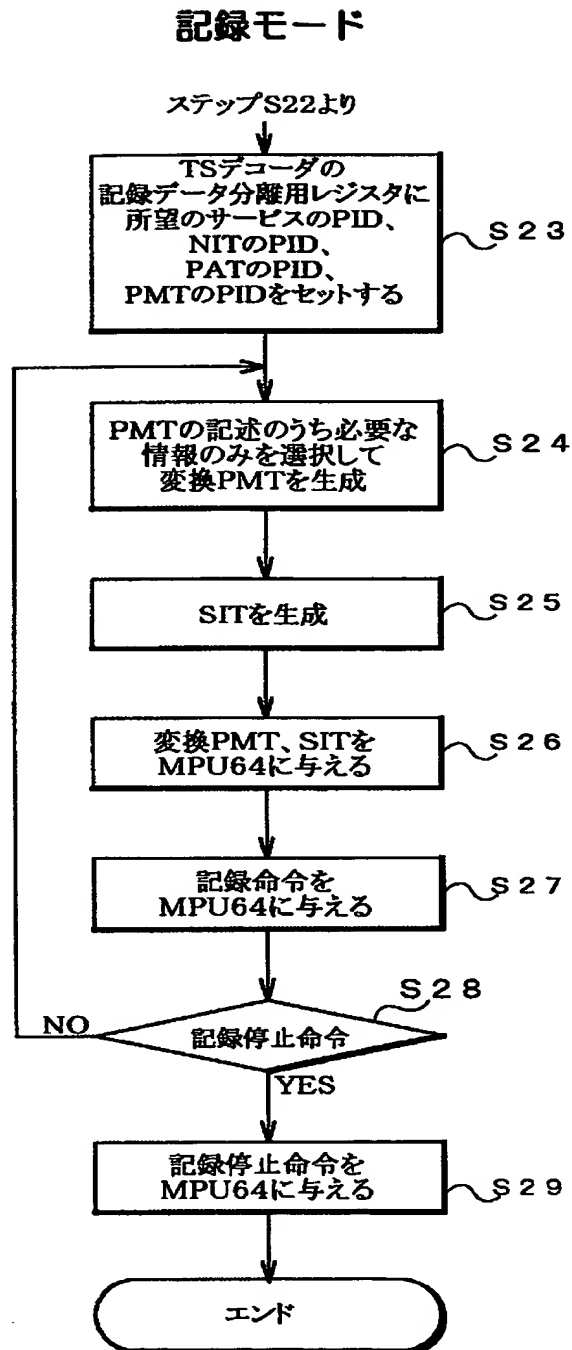 記録モード
ステップS22より
TSデコーダの
記録データ分離用レジスタに
所望のサービスのPID、
NITのPID、
PATのPID、
PMTのPIDをセットする
S23
PMTの記述のうち必要な
情報のみを選択して
変換PMTを生成
S24
SITを生成
S25
変換PMT、SITを
MPU64に与える
S26
記録命令を
MPU64に与える
S27
S28
記録停止命令
NO
YES
記録停止命令を
MPU64に与える
S29
エンド